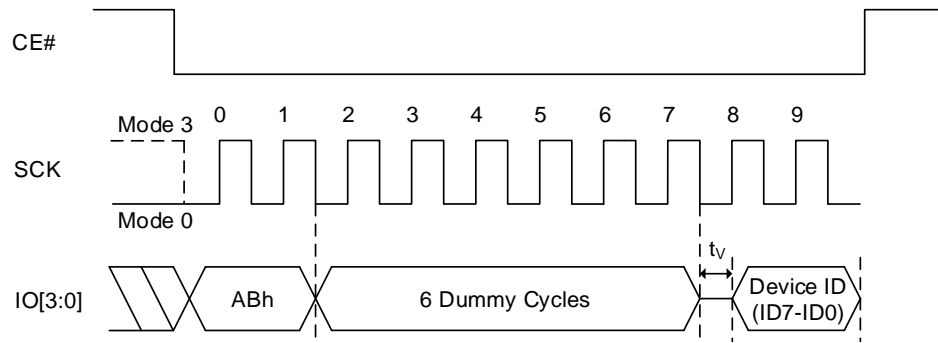 CE#
Mode 3
0 1 2 3 4 5 6 7 8 9
SCK
Mode 0
tV
IO[3:0]
ABh
6 Dummy Cycles
Device ID
(ID7-ID0)